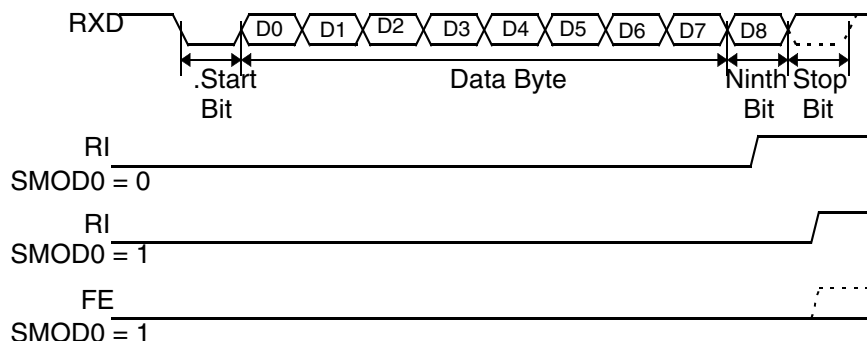 RXD D0 D1 D2 D3 D4 D5 D6 D7 D8
.Start Data Byte Ninth Stop
Bit Bit Bit
RI
SMOD0 = 0
RI
SMOD0 = 1
FE
SMOD0 = 1